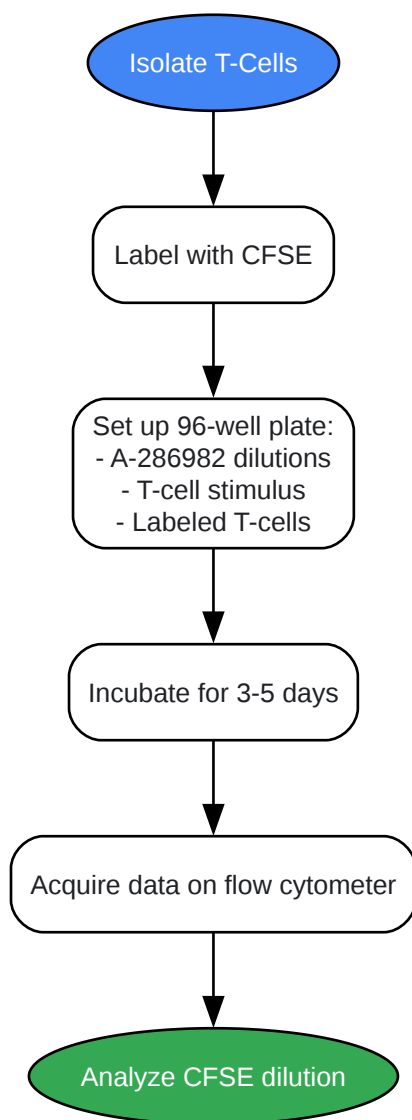 Isolate T-Cells
Label with CFSE
Set up 96-well plate:
- A-286982 dilutions
- T-cell stimulus
- Labeled T-cells
Incubate for 3-5 days
Acquire data on flow cytometer
Analyze CFSE dilution